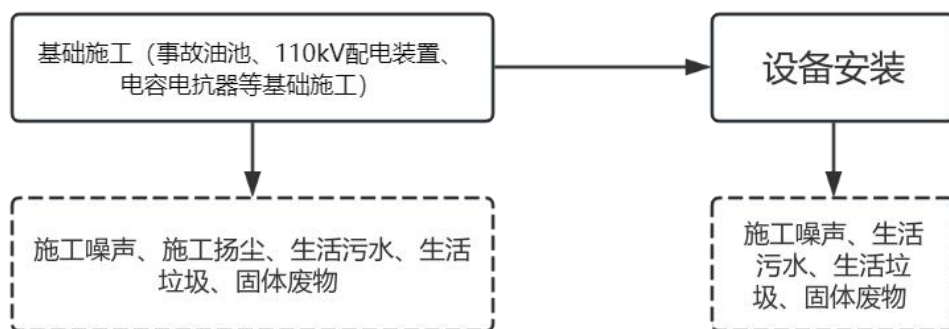 基础施工（事故油池、110kV配电装置、
电容电抗器等基础施工）
设备安装
施工噪声、施工扬尘、生活污水、生活
垃圾、固体废物
施工噪声、生活
污水、生活垃
圾、固体废物